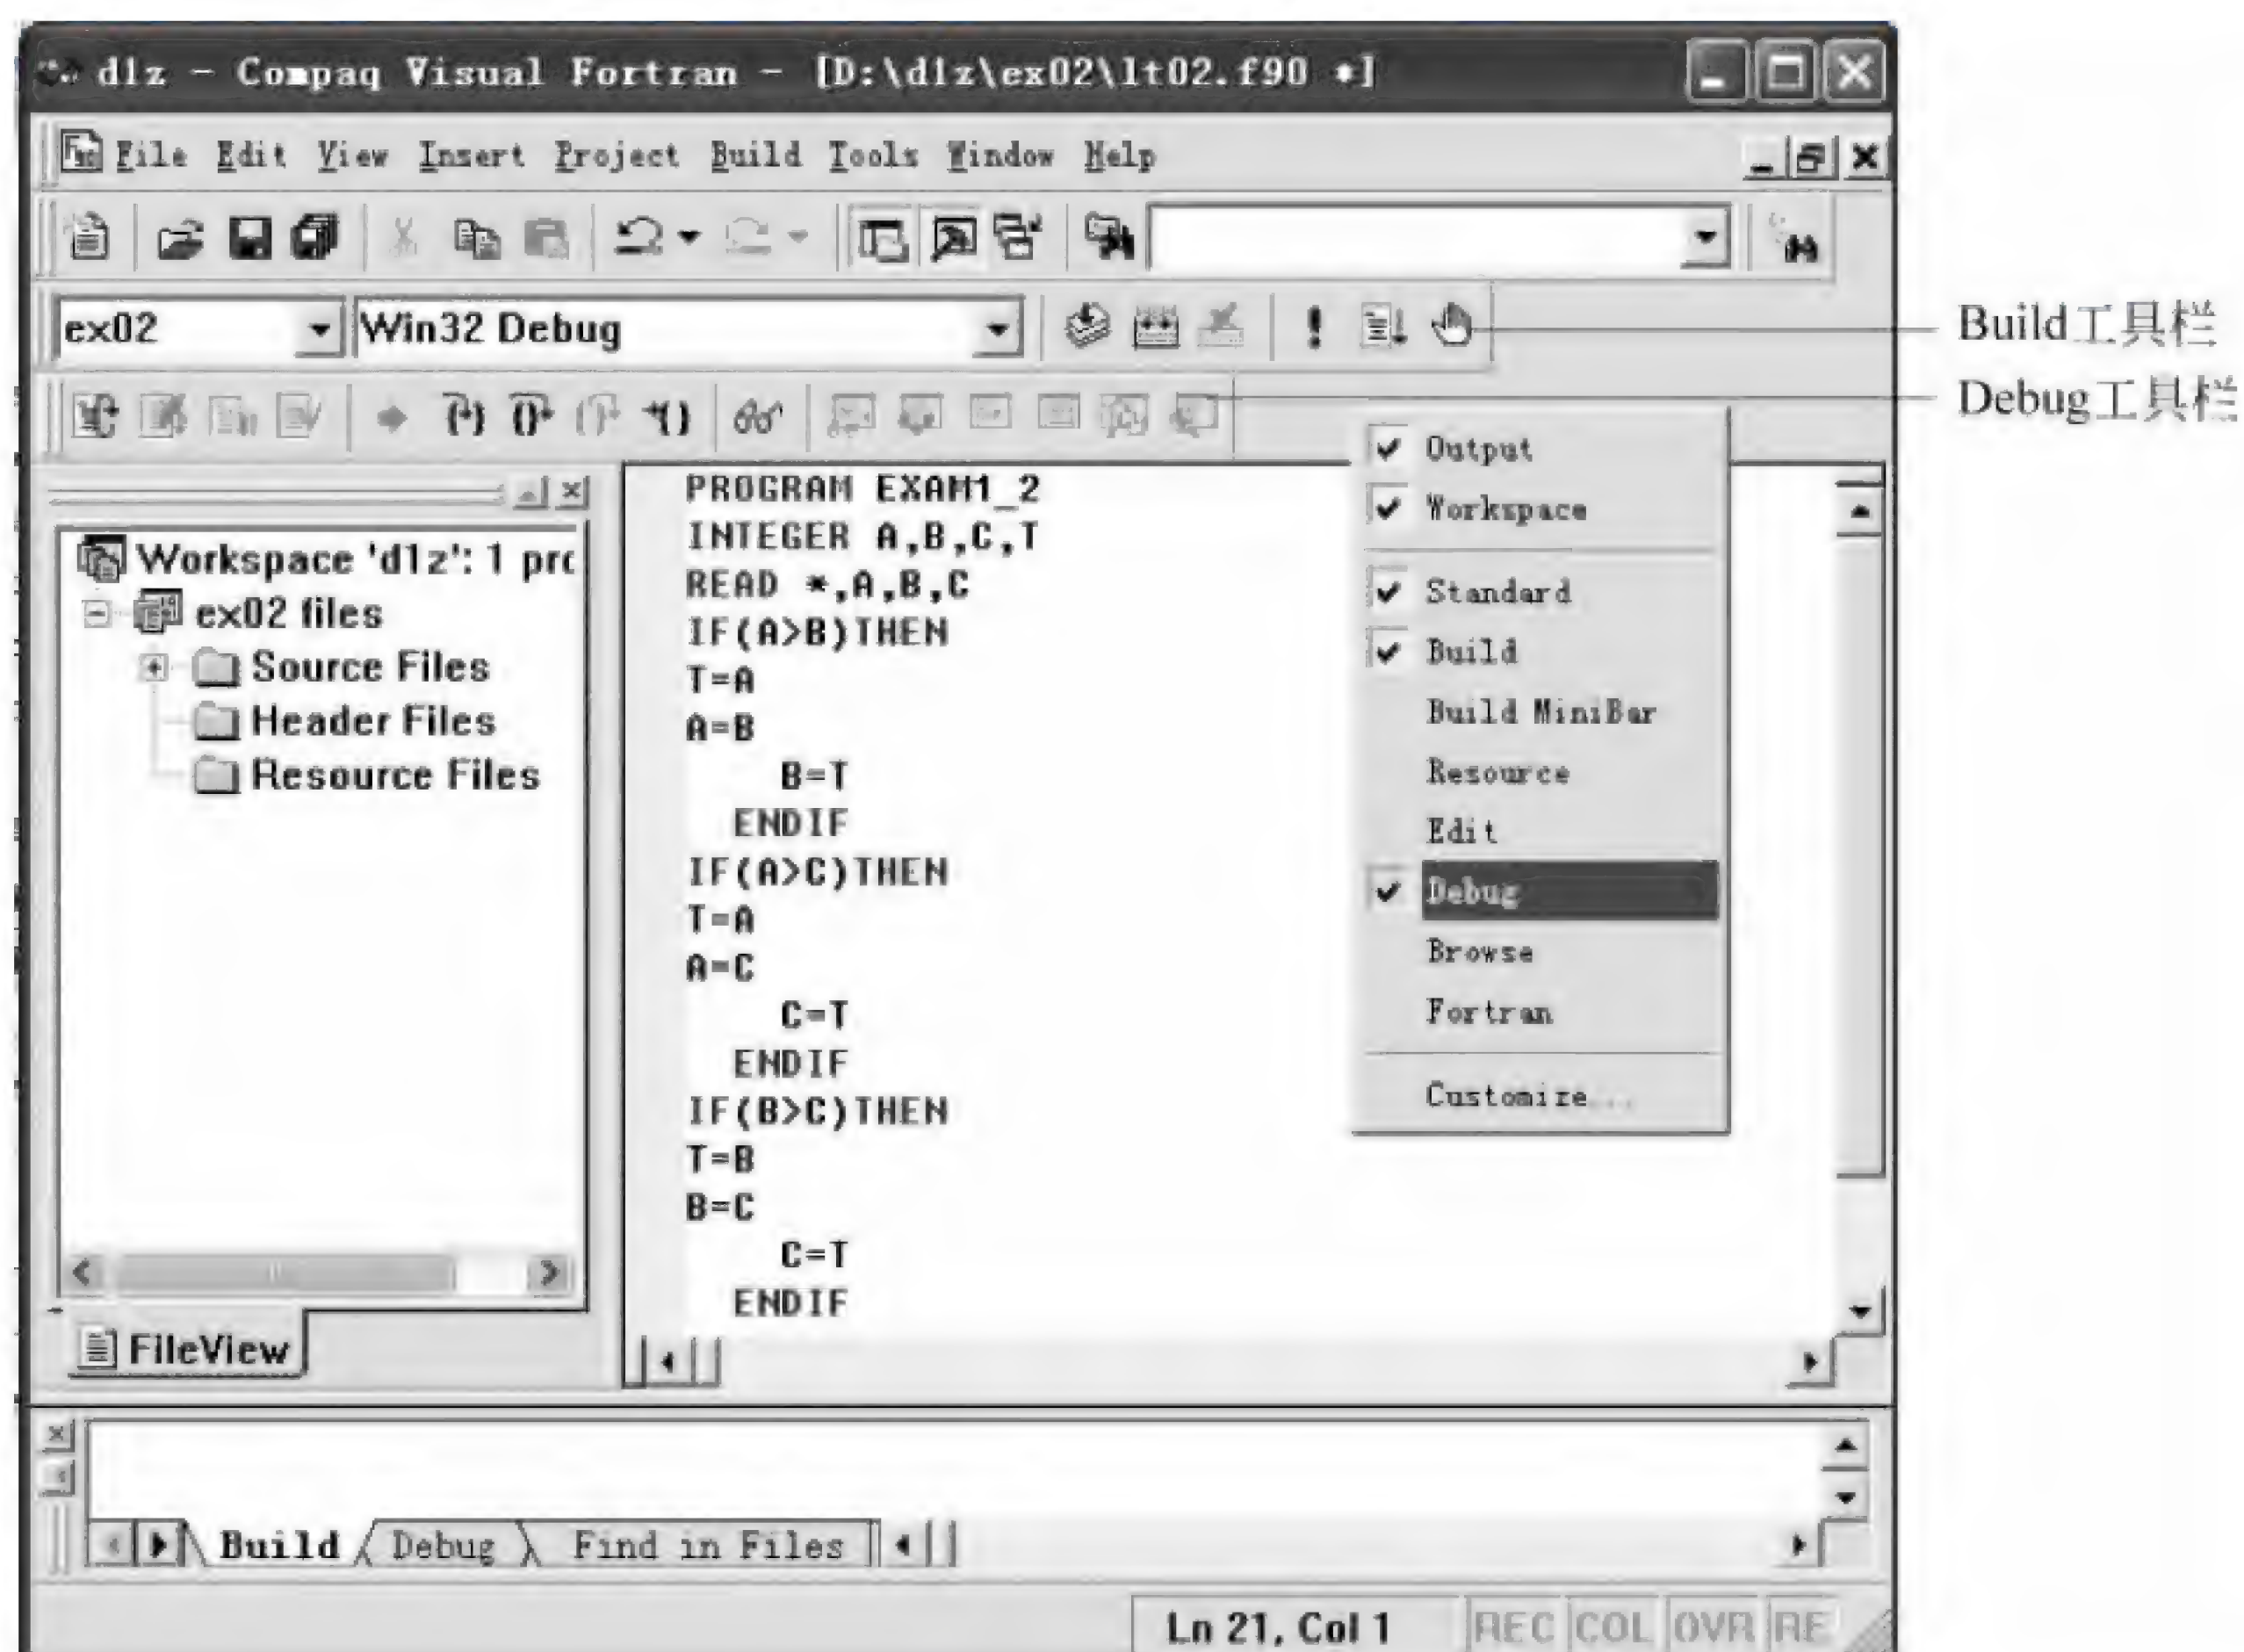 dlz - Compaq Visual Fortran - [D:\dlz\ex02\lt02.f90 *]
File Edit View Insert Project Build Tools Window Help
ex02 Win32 Debug
Build工具栏
Debug工具栏
Output
Workspace
Standard
Build
Build MiniBar
Resource
Edit
Debug
Browse
Fortran
Customize...
Workspace 'dlz': 1 prc
ex02 files
Source Files
Header Files
Resource Files
FileView
PROGRAM EXAM1_2
INTEGER A,B,C,T
READ *,A,B,C
IF(A>B)THEN
T=A
A=B
B=T
ENDIF
IF(A>C)THEN
T=A
A=C
C=T
ENDIF
IF(B>C)THEN
T=B
B=C
C=T
ENDIF
Build Debug Find in Files
Ln 21, Col 1 REC COL OVR RE